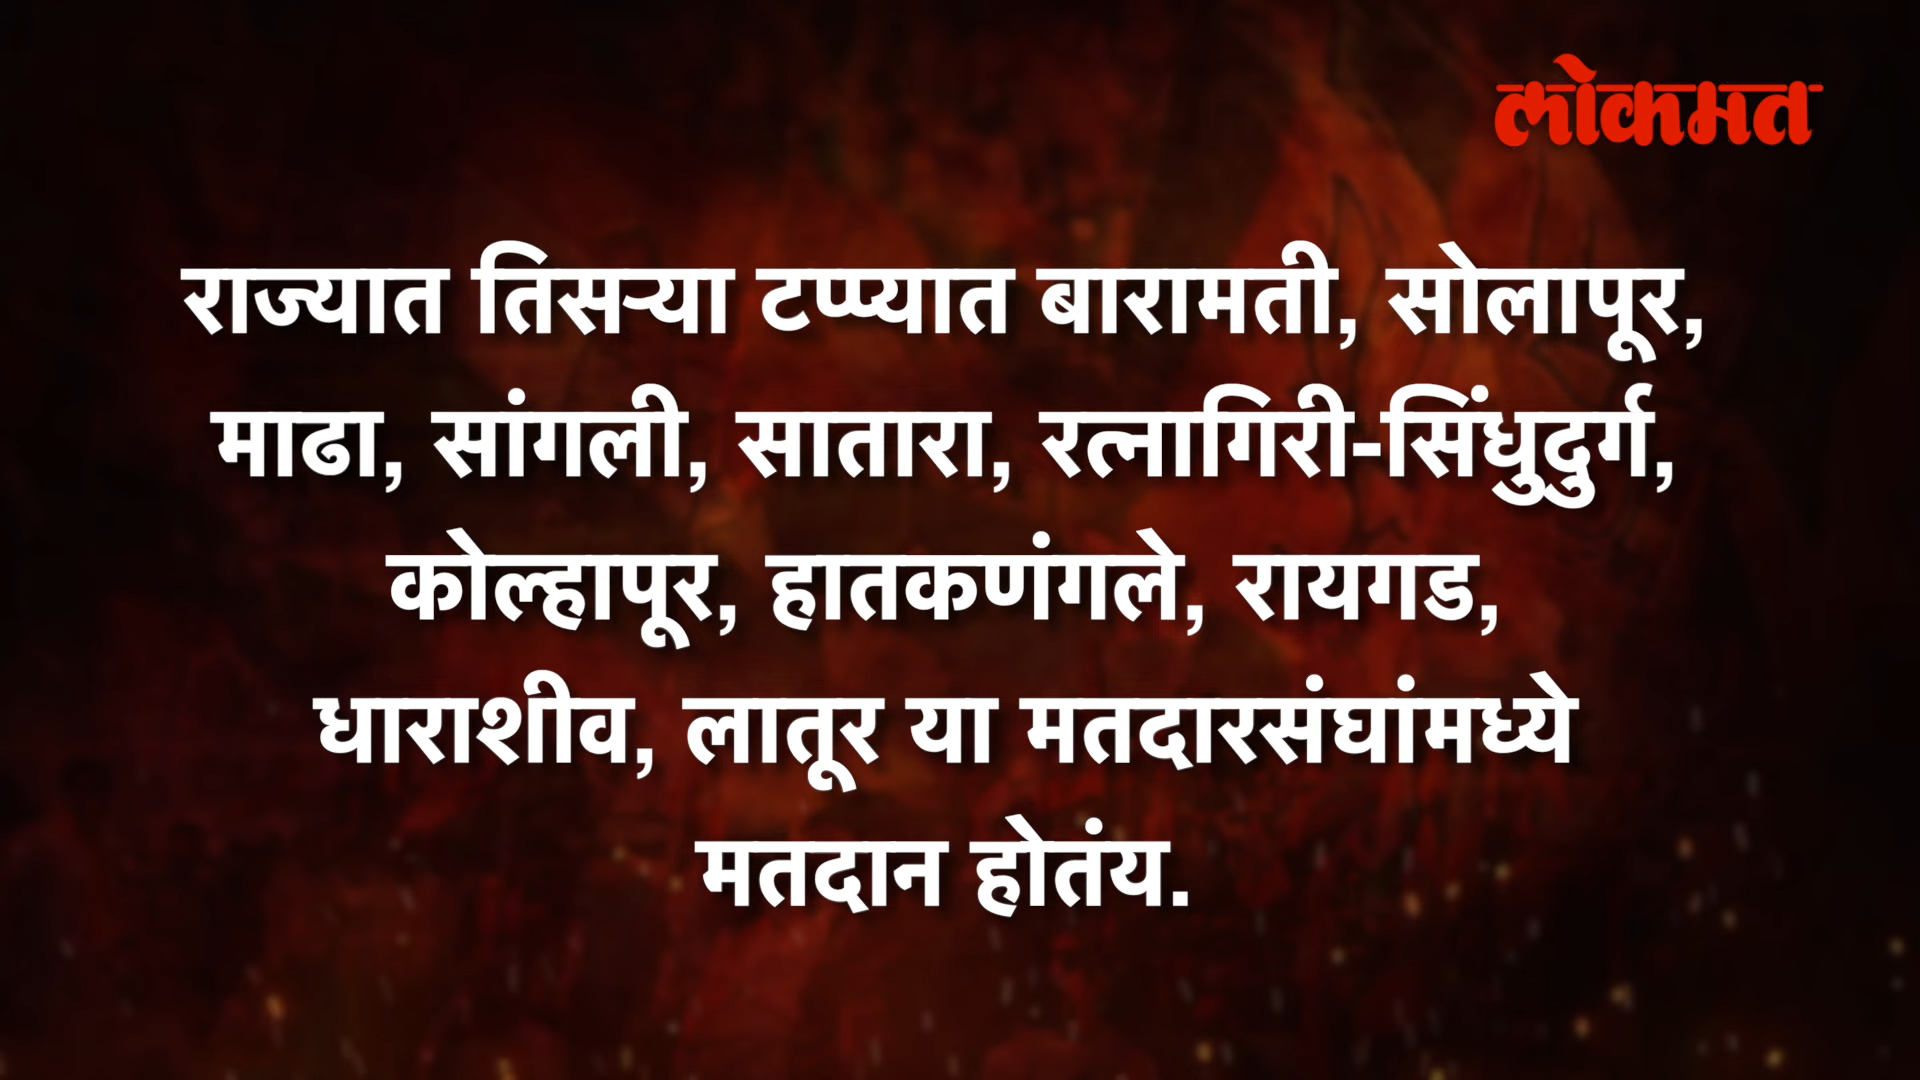 लोकमत
राज्यात तिसऱ्या टप्प्यात बारामती, सोलापूर,
माढा, सांगली, सातारा, रत्नागिरी-सिंधुदुर्ग,
कोल्हापूर, हातकणंगले, रायगड,
धाराशीव, लातूर या मतदारसंघांमध्ये
मतदान होतंय.